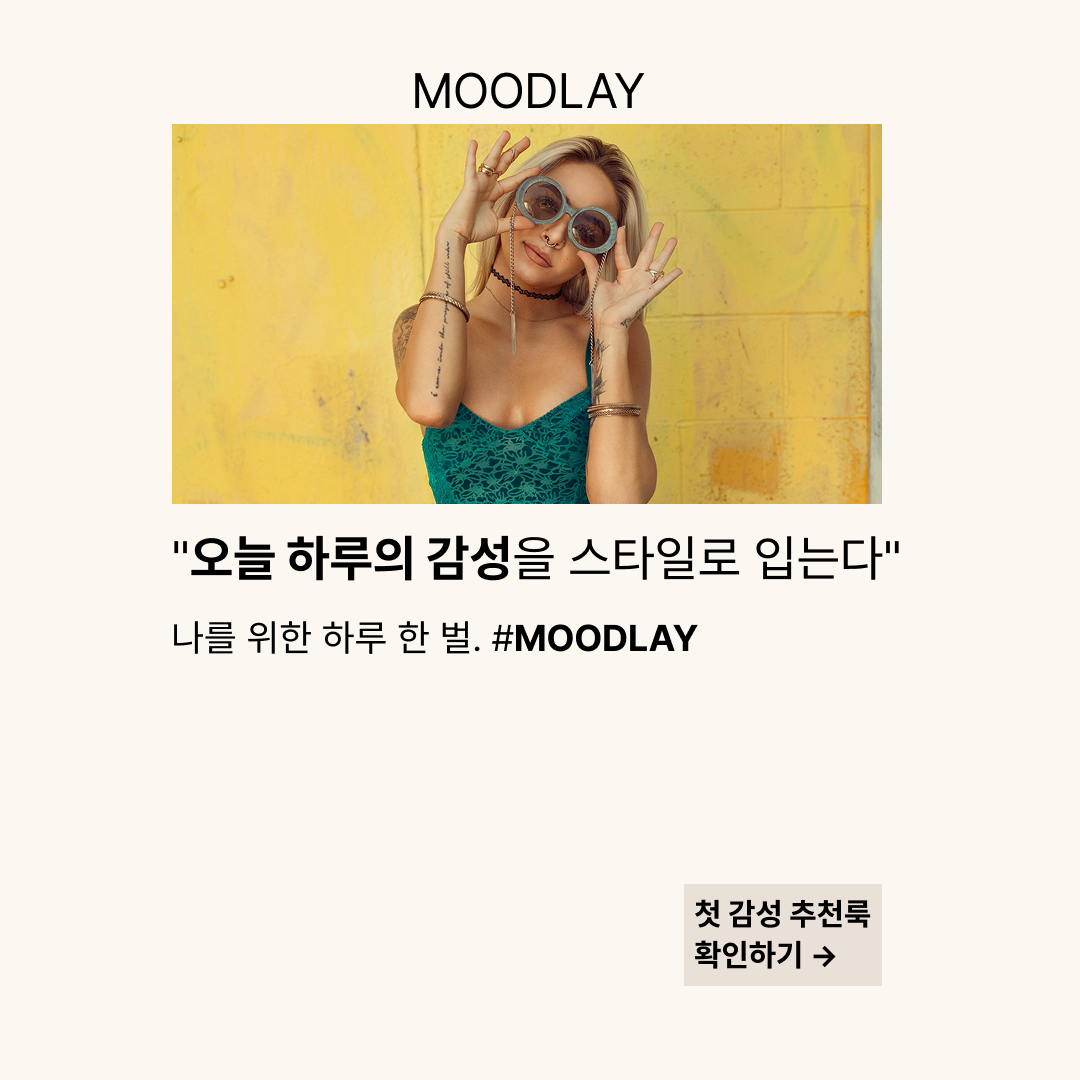 MOODLAY
"오늘 하루의 감성을 스타일로 입는다"
나를 위한 하루 한 벌. #MOODLAY
첫 감성 추천룩
확인하기 →